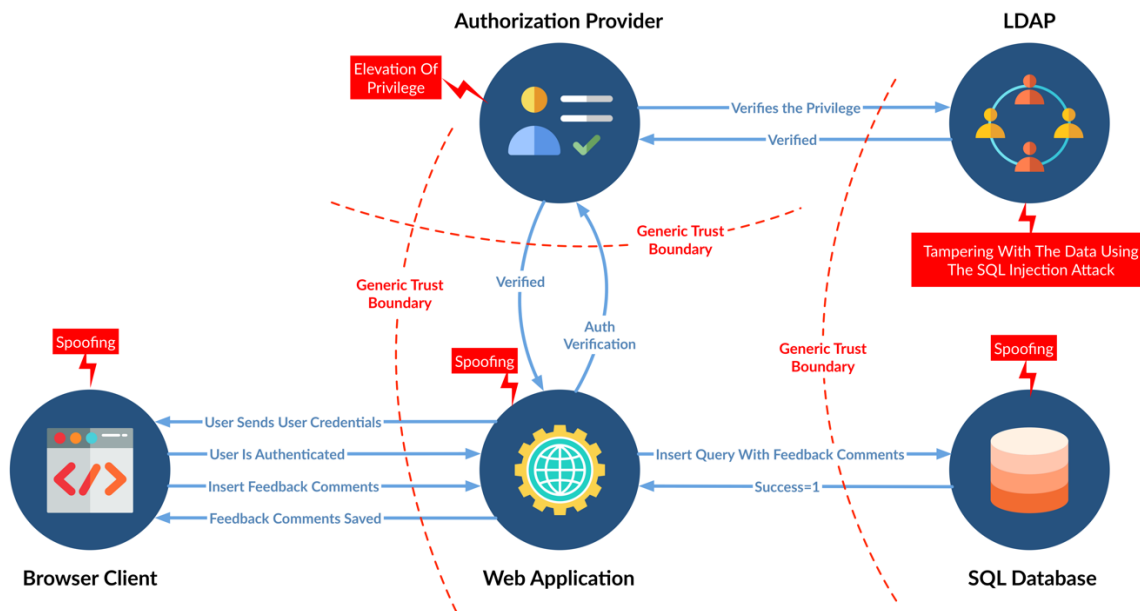 Authorization Provider
LDAP
Elevation Of
Privilege
Verifies the Privilege
Verified
Generic Trust
Boundary
Tampering With The Data Using
The SQL Injection Attack
Generic Trust
Boundary
Verified
Auth
Verification
Spoofing
Spoofing
Generic Trust
Boundary
Spoofing
User Sends User Credentials
User Is Authenticated
Insert Query With Feedback Comments
Insert Feedback Comments
Success=1
Feedback Comments Saved
Browser Client
Web Application
SQL Database